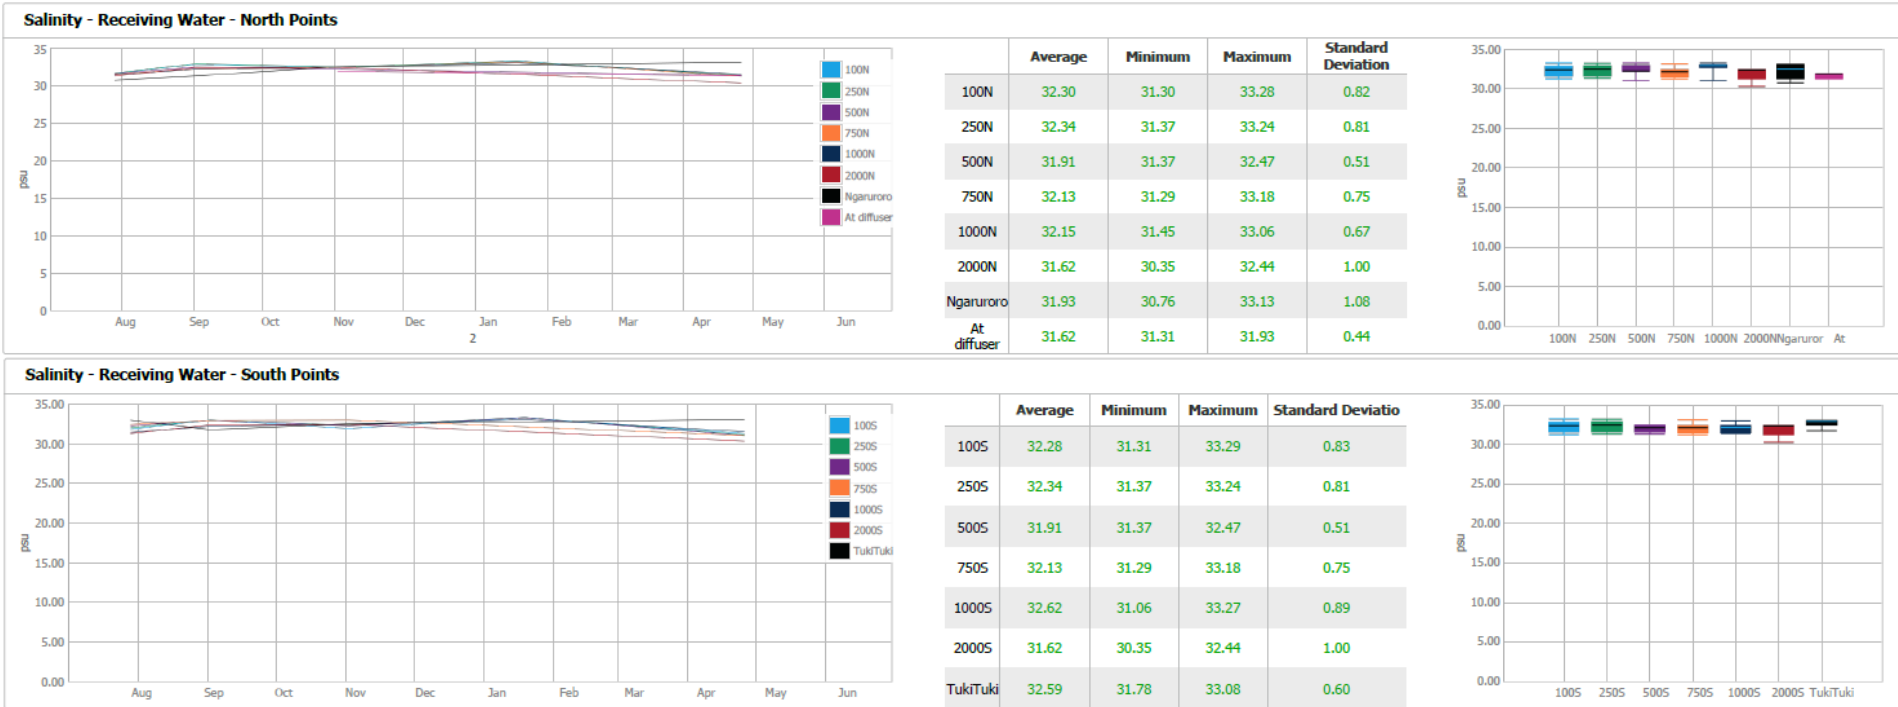 Salinity - Receiving Water - North Points
35
30
25
20
15
10
5
0
psu
Aug Sep Oct Nov Dec Jan Feb Mar Apr May Jun
2
100N
250N
500N
750N
1000N
2000N
Ngaruroro
At diffuser
Average Minimum Maximum Standard Deviation
100N 32.30 31.30 33.28 0.82
250N 32.34 31.37 33.24 0.81
500N 31.91 31.37 32.47 0.51
750N 32.13 31.29 33.18 0.75
1000N 32.15 31.45 33.06 0.67
2000N 31.62 30.35 32.44 1.00
Ngaruroro 31.93 30.76 33.13 1.08
At diffuser 31.62 31.31 31.93 0.44
35.00
30.00
25.00
20.00
15.00
10.00
5.00
0.00
psu
100N 250N 500N 750N 1000N 2000NNgaruror At
Salinity - Receiving Water - South Points
35.00
30.00
25.00
20.00
15.00
10.00
5.00
0.00
psu
Aug Sep Oct Nov Dec Jan Feb Mar Apr May Jun
100S
250S
500S
750S
1000S
2000S
TukiTuki
Average Minimum Maximum Standard Deviatio
100S 32.28 31.31 33.29 0.83
250S 32.34 31.37 33.24 0.81
500S 31.91 31.37 32.47 0.51
750S 32.13 31.29 33.18 0.75
1000S 32.62 31.06 33.27 0.89
2000S 31.62 30.35 32.44 1.00
TukiTuki 32.59 31.78 33.08 0.60
35.00
30.00
25.00
20.00
15.00
10.00
5.00
0.00
psu
100S 250S 500S 750S 1000S 2000S TukiTuki